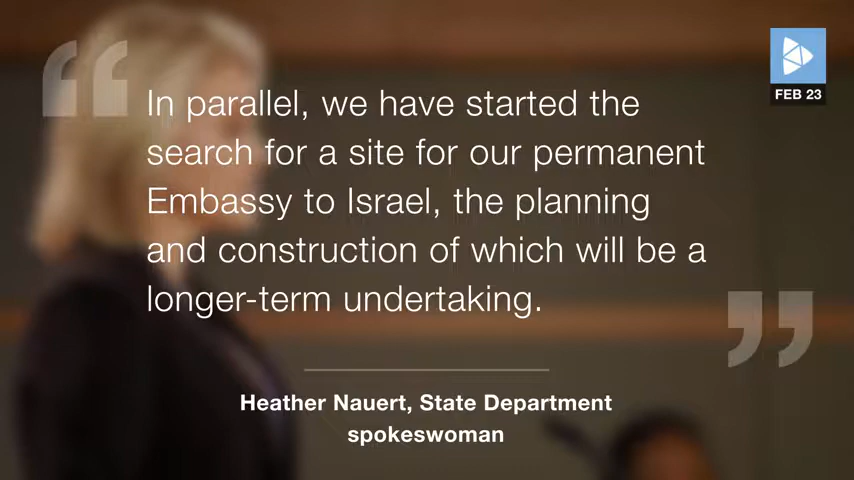 FEB 23
In parallel, we have started the
search for a site for our permanent
Embassy to Israel, the planning
and construction of which will be a
longer-term undertaking.
Heather Nauert, State Department
spokeswoman